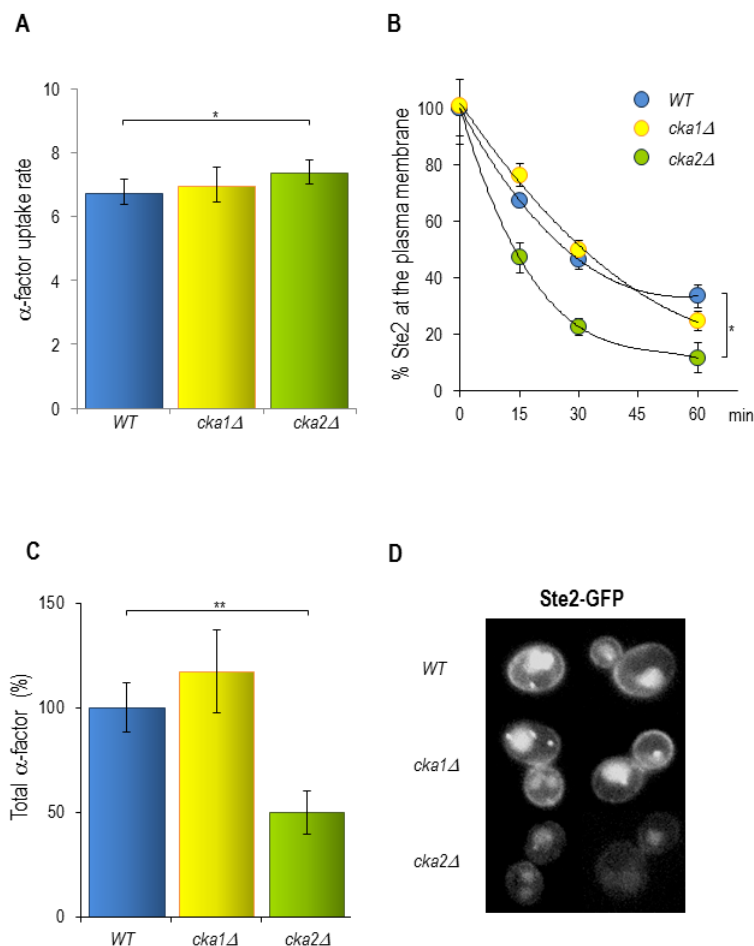 A
α-factor uptake rate
10
8
6
4
2
0
*
WT
cka1Δ
cka2Δ
B
% Ste2 at the plasma membrane
100
80
60
40
20
0
WT
cka1Δ
cka2Δ
*
0 15 30 45 60 min
C
Total α-factor (%)
150
100
50
0
**
WT
cka1Δ
cka2Δ
D
Ste2-GFP
WT
cka1Δ
cka2Δ